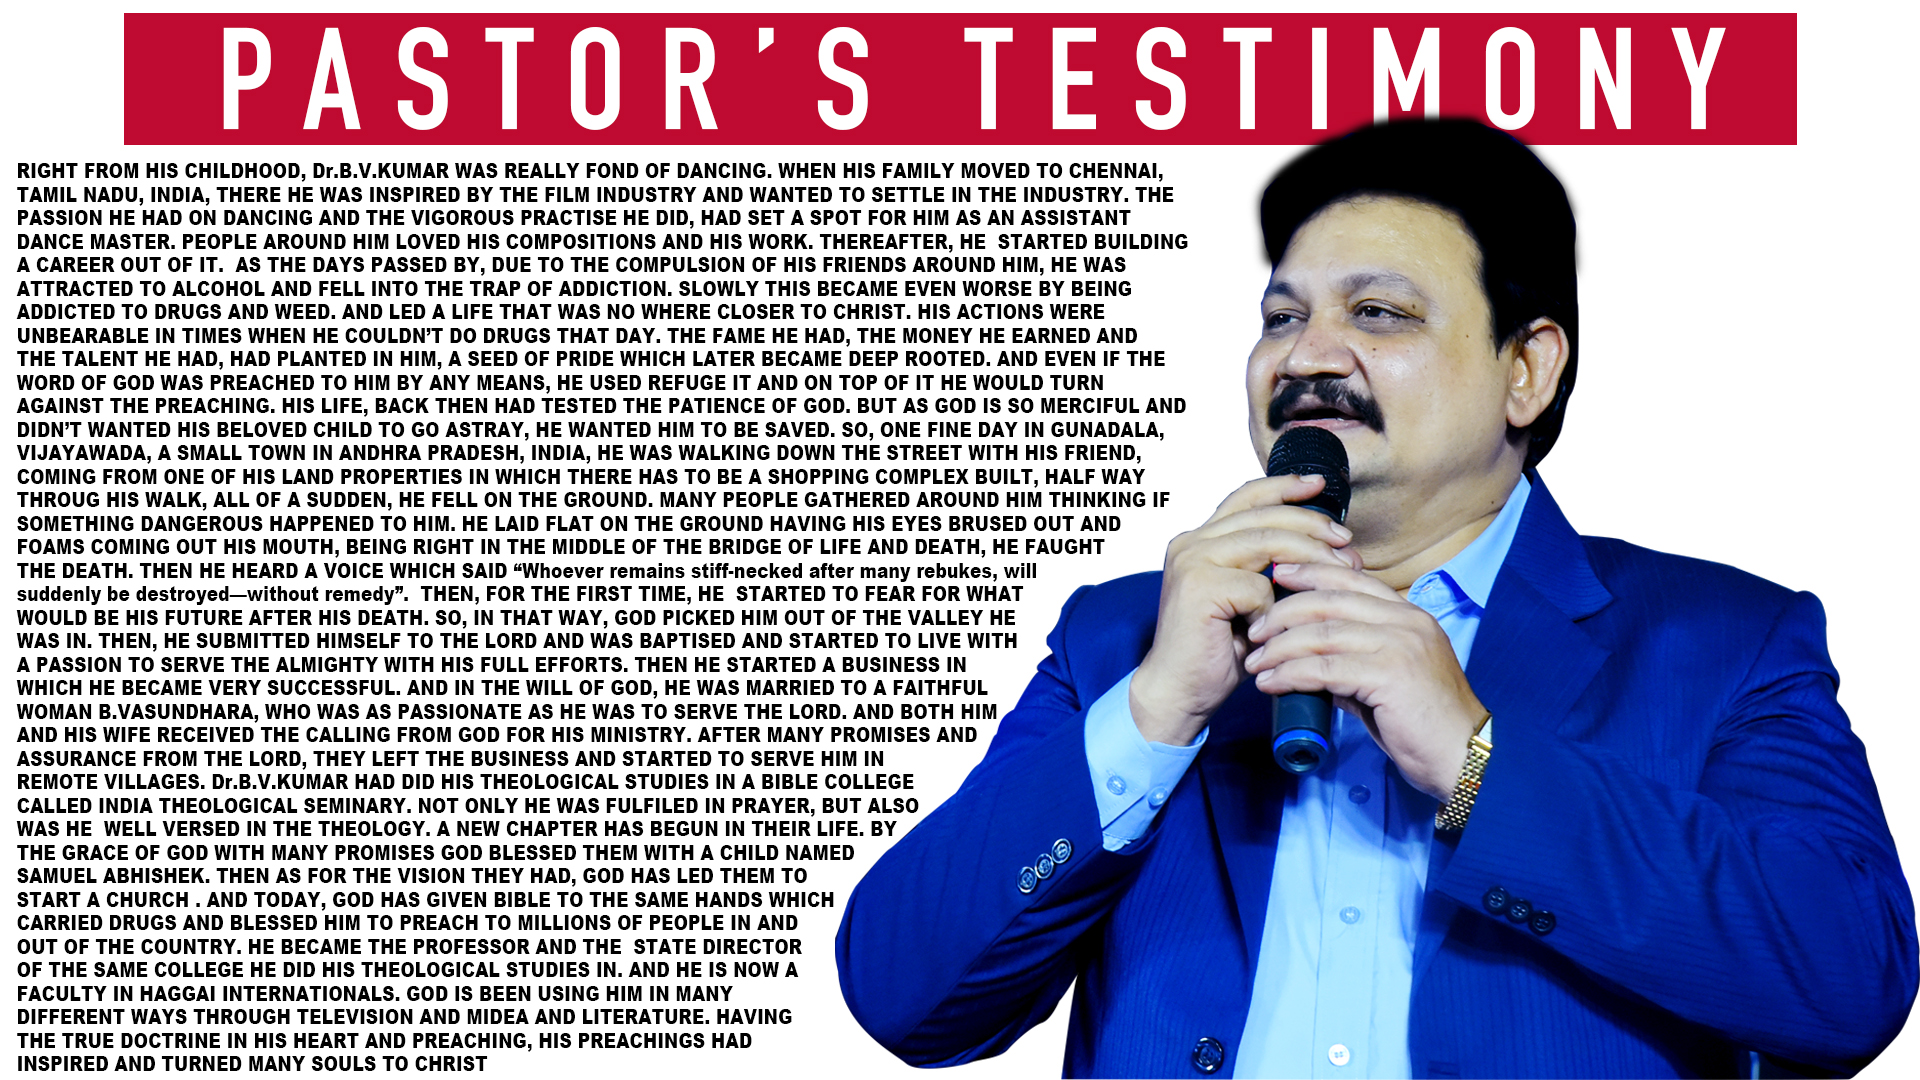 PASTOR'S TESTIMONY
RIGHT FROM HIS CHILDHOOD, Dr.B.V.KUMAR WAS REALLY FOND OF DANCING. WHEN HIS FAMILY MOVED TO CHENNAI,
TAMIL NADU, INDIA, THERE HE WAS INSPIRED BY THE FILM INDUSTRY AND WANTED TO SETTLE IN THE INDUSTRY. THE
PASSION HE HAD ON DANCING AND THE VIGOROUS PRACTISE HE DID, HAD SET A SPOT FOR HIM AS AN ASSISTANT
DANCE MASTER. PEOPLE AROUND HIM LOVED HIS COMPOSITIONS AND HIS WORK. THEREAFTER, HE  STARTED BUILDING
A CAREER OUT OF IT.  AS THE DAYS PASSED BY, DUE TO THE COMPULSION OF HIS FRIENDS AROUND HIM, HE WAS
ATTRACTED TO ALCOHOL AND FELL INTO THE TRAP OF ADDICTION. SLOWLY THIS BECAME EVEN WORSE BY BEING
ADDICTED TO DRUGS AND WEED. AND LED A LIFE THAT WAS NO WHERE CLOSER TO CHRIST. HIS ACTIONS WERE
UNBEARABLE IN TIMES WHEN HE COULDN'T DO DRUGS THAT DAY. THE FAME HE HAD, THE MONEY HE EARNED AND
THE TALENT HE HAD, HAD PLANTED IN HIM, A SEED OF PRIDE WHICH LATER BECAME DEEP ROOTED. AND EVEN IF THE
WORD OF GOD WAS PREACHED TO HIM BY ANY MEANS, HE USED REFUGE IT AND ON TOP OF IT HE WOULD TURN
AGAINST THE PREACHING. HIS LIFE, BACK THEN HAD TESTED THE PATIENCE OF GOD. BUT AS GOD IS SO MERCIFUL AND
DIDN'T WANTED HIS BELOVED CHILD TO GO ASTRAY, HE WANTED HIM TO BE SAVED. SO, ONE FINE DAY IN GUNADALA,
VIJAYAWADA, A SMALL TOWN IN ANDHRA PRADESH, INDIA, HE WAS WALKING DOWN THE STREET WITH HIS FRIEND,
COMING FROM ONE OF HIS LAND PROPERTIES IN WHICH THERE HAS TO BE A SHOPPING COMPLEX BUILT, HALF WAY
THROUG HIS WALK, ALL OF A SUDDEN, HE FELL ON THE GROUND. MANY PEOPLE GATHERED AROUND HIM THINKING IF
SOMETHING DANGEROUS HAPPENED TO HIM. HE LAID FLAT ON THE GROUND HAVING HIS EYES BRUSED OUT AND
FOAMS COMING OUT HIS MOUTH, BEING RIGHT IN THE MIDDLE OF THE BRIDGE OF LIFE AND DEATH, HE FAUGHT
THE DEATH. THEN HE HEARD A VOICE WHICH SAID “Whoever remains stiff-necked after many rebukes, will
suddenly be destroyed—without remedy”.  THEN, FOR THE FIRST TIME, HE  STARTED TO FEAR FOR WHAT
WOULD BE HIS FUTURE AFTER HIS DEATH. SO, IN THAT WAY, GOD PICKED HIM OUT OF THE VALLEY HE
WAS IN. THEN, HE SUBMITTED HIMSELF TO THE LORD AND WAS BAPTISED AND STARTED TO LIVE WITH
A PASSION TO SERVE THE ALMIGHTY WITH HIS FULL EFFORTS. THEN HE STARTED A BUSINESS IN
WHICH HE BECAME VERY SUCCESSFUL. AND IN THE WILL OF GOD, HE WAS MARRIED TO A FAITHFUL
WOMAN B.VASUNDHARA, WHO WAS AS PASSIONATE AS HE WAS TO SERVE THE LORD. AND BOTH HIM
AND HIS WIFE RECEIVED THE CALLING FROM GOD FOR HIS MINISTRY. AFTER MANY PROMISES AND
ASSURANCE FROM THE LORD, THEY LEFT THE BUSINESS AND STARTED TO SERVE HIM IN
REMOTE VILLAGES. Dr.B.V.KUMAR HAD DID HIS THEOLOGICAL STUDIES IN A BIBLE COLLEGE
CALLED INDIA THEOLOGICAL SEMINARY. NOT ONLY HE WAS FULFILED IN PRAYER, BUT ALSO
WAS HE  WELL VERSED IN THE THEOLOGY. A NEW CHAPTER HAS BEGUN IN THEIR LIFE. BY
THE GRACE OF GOD WITH MANY PROMISES GOD BLESSED THEM WITH A CHILD NAMED
SAMUEL ABHISHEK. THEN AS FOR THE VISION THEY HAD, GOD HAS LED THEM TO
START A CHURCH . AND TODAY, GOD HAS GIVEN BIBLE TO THE SAME HANDS WHICH
CARRIED DRUGS AND BLESSED HIM TO PREACH TO MILLIONS OF PEOPLE IN AND
OUT OF THE COUNTRY. HE BECAME THE PROFESSOR AND THE  STATE DIRECTOR
OF THE SAME COLLEGE HE DID HIS THEOLOGICAL STUDIES IN. AND HE IS NOW A
FACULTY IN HAGGAI INTERNATIONALS. GOD IS BEEN USING HIM IN MANY
DIFFERENT WAYS THROUGH TELEVISION AND MIDEA AND LITERATURE. HAVING
THE TRUE DOCTRINE IN HIS HEART AND PREACHING, HIS PREACHINGS HAD
INSPIRED AND TURNED MANY SOULS TO CHRIST